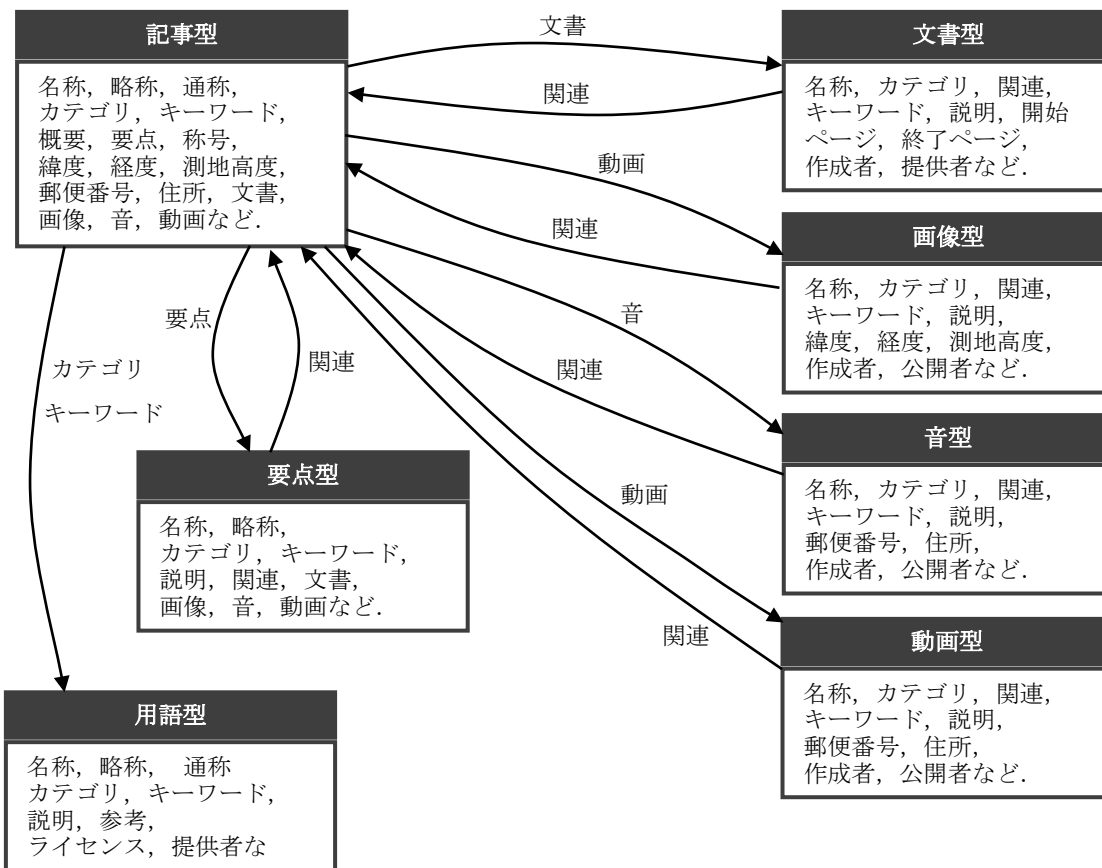 記事型
名称, 略称, 通称,
カテゴリ, キーワード,
概要, 要点, 称号,
緯度, 経度, 測地高度,
郵便番号, 住所, 文書,
画像, 音, 動画など.
文書
関連
文書型
名称, カテゴリ, 関連,
キーワード, 説明, 開始
ページ, 終了ページ,
作成者, 提供者など.
動画
関連
画像型
名称, カテゴリ, 関連,
キーワード, 説明,
緯度, 経度, 測地高度,
作成者, 公開者など.
音
関連
音型
名称, カテゴリ, 関連,
キーワード, 説明,
郵便番号, 住所,
作成者, 公開者など.
要点
関連
カテゴリ
キーワード
要点型
名称, 略称,
カテゴリ, キーワード,
説明, 関連, 文書,
画像, 音, 動画など.
動画
関連
動画型
名称, カテゴリ, 関連,
キーワード, 説明,
郵便番号, 住所,
作成者, 公開者など.
用語型
名称, 略称, 通称
カテゴリ, キーワード,
説明, 参考,
ライセンス, 提供者な